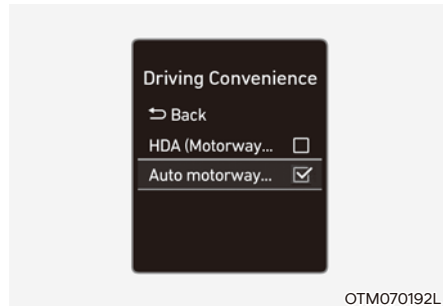 Driving Convenience
Back
HDA (Motorway...
Auto motorway...
OTM070192L